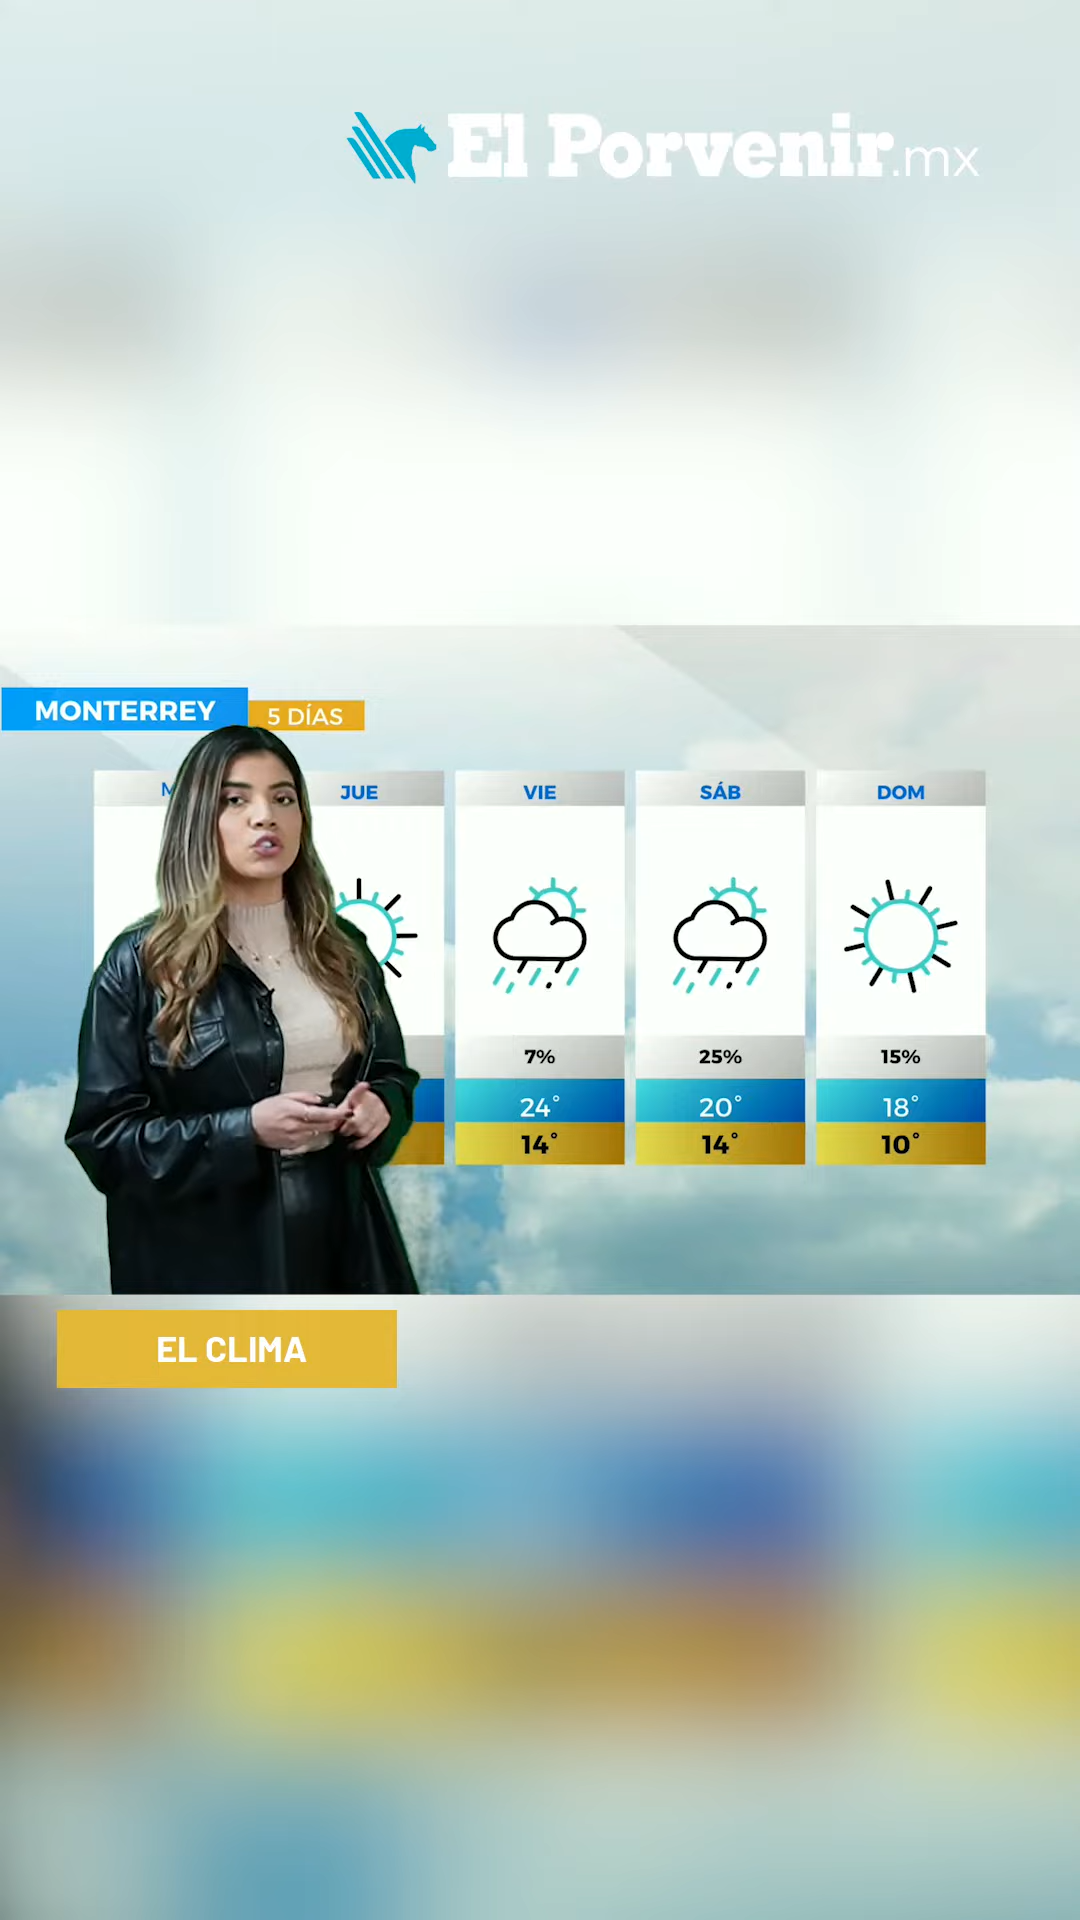 El Porvenir.mx
MONTERREY
5 DÍAS
JUE
VIE
SÁB
DOM
7%
25%
15%
24°
20°
18°
14°
14°
10°
EL CLIMA